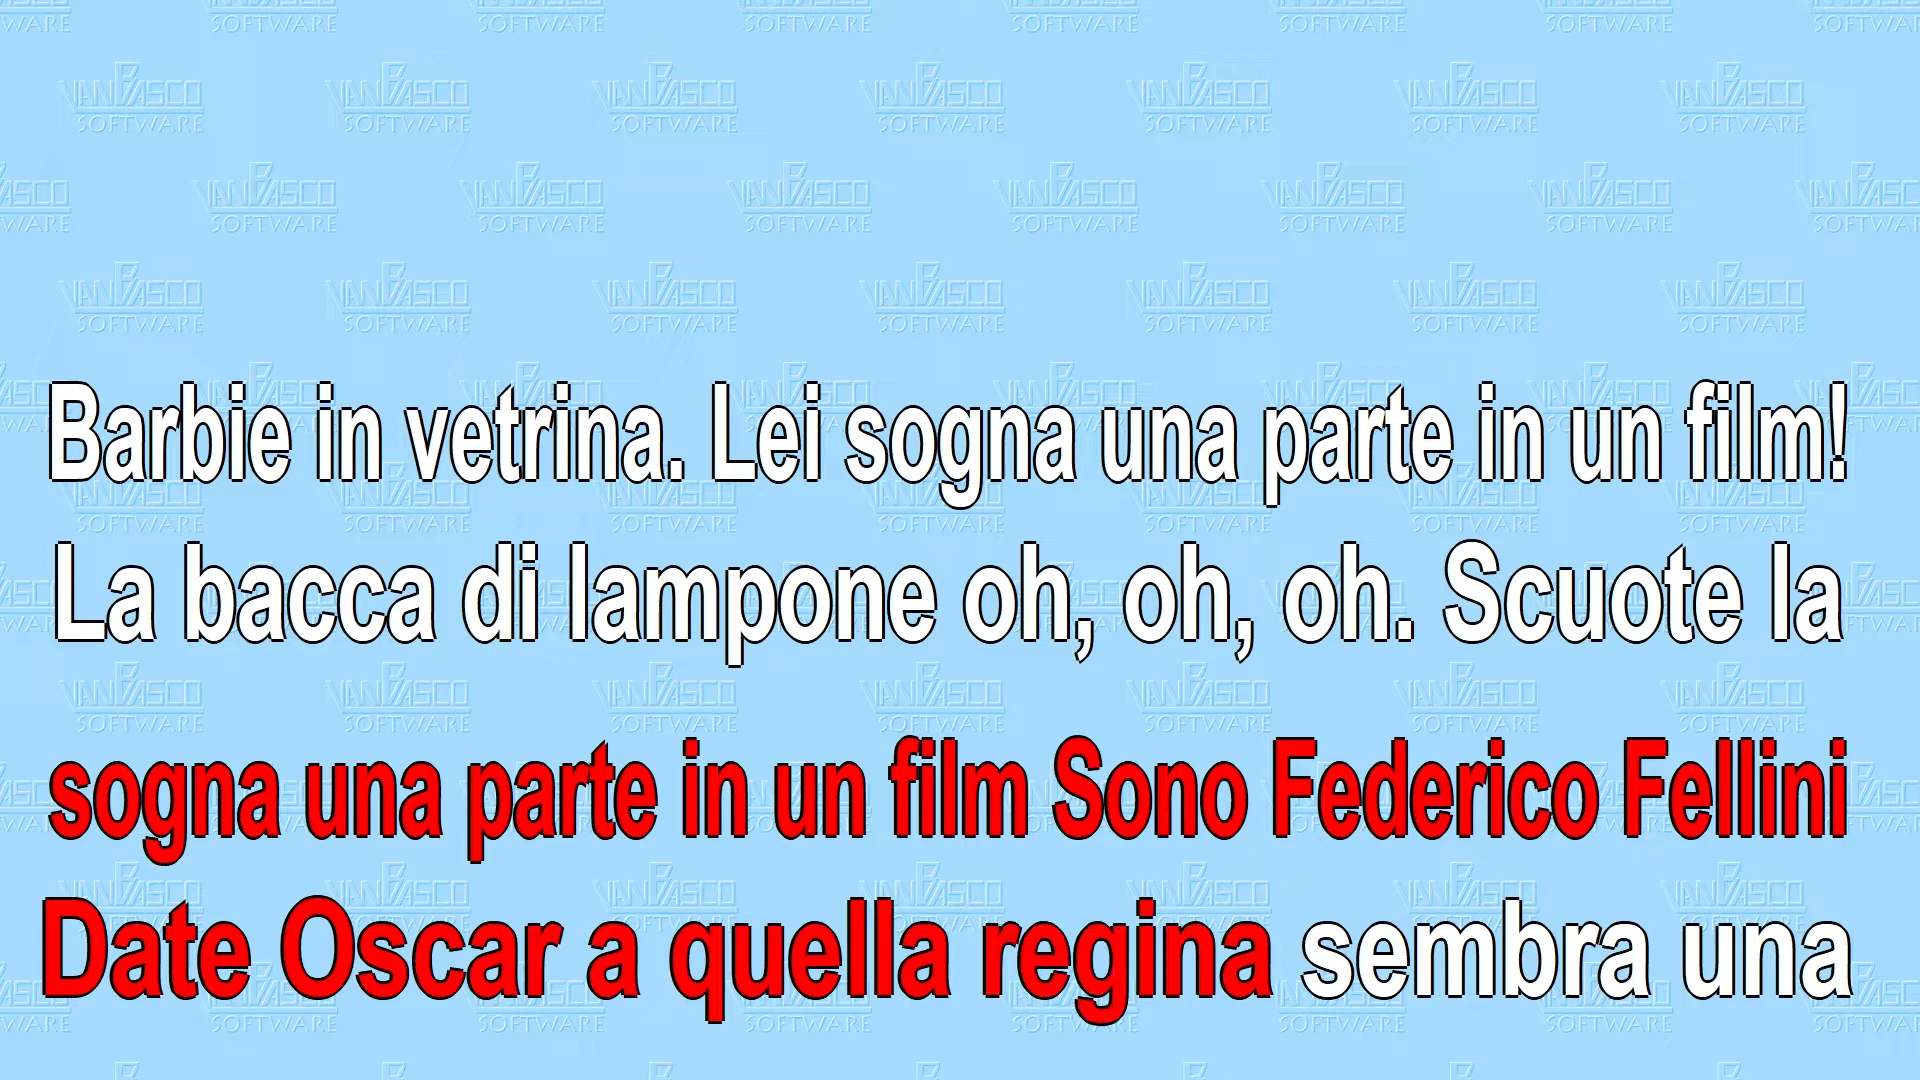 Barbie in vetrina. Lei sogna una parte in un film!
La bacca di lampone oh, oh, oh. Scuote la
sogna una parte in un film Sono Federico Fellini
Date Oscar a quella regina sembra una